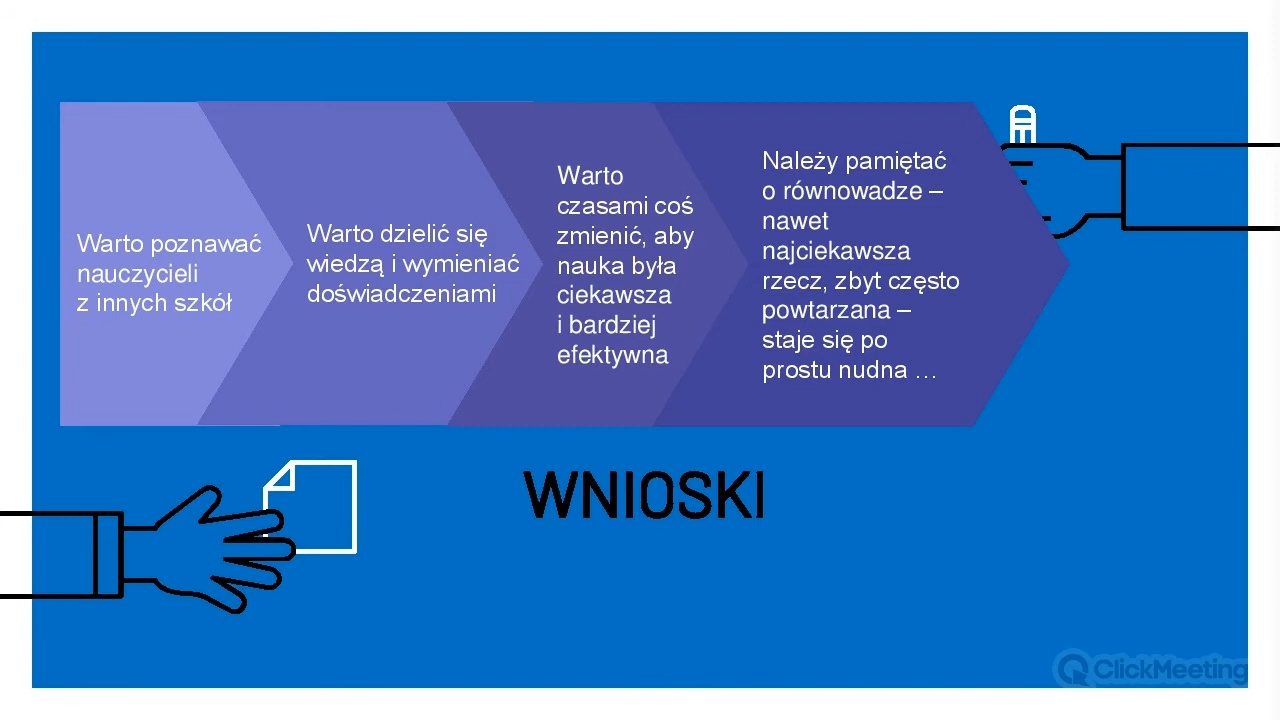 Warto poznawać
nauczycieli
z innych szkół
Warto dzielić się
wiedzą i wymieniać
doświadczeniami
Warto
czasami coś
zmienić, aby
nauka była
ciekawsza
i bardziej
efektywna
Należy pamiętać
o równowadze –
nawet
najciekawsza
rzecz, zbyt często
powtarzana –
staje się po
prostu nudna …
WNIOSKI
ClickMeeting